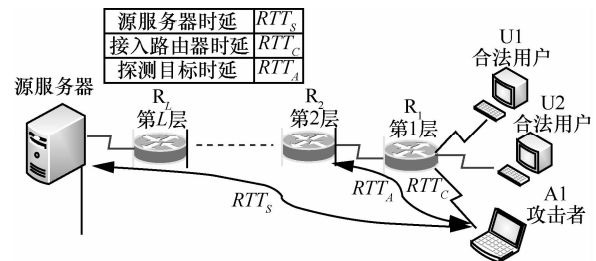 源服务器时延 RTT_S
接入路由器时延 RTT_C
探测目标时延 RTT_A
源服务器
R_L
第L层
R_2
第2层
R_1
第1层
U1
合法用户
U2
合法用户
A1
攻击者
RTT_S
RTT_A
RTT_C